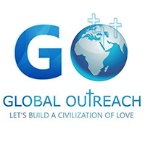 GO
GLOBAL OUTREACH
LET'S BUILD A CIVILIZATION OF LOVE